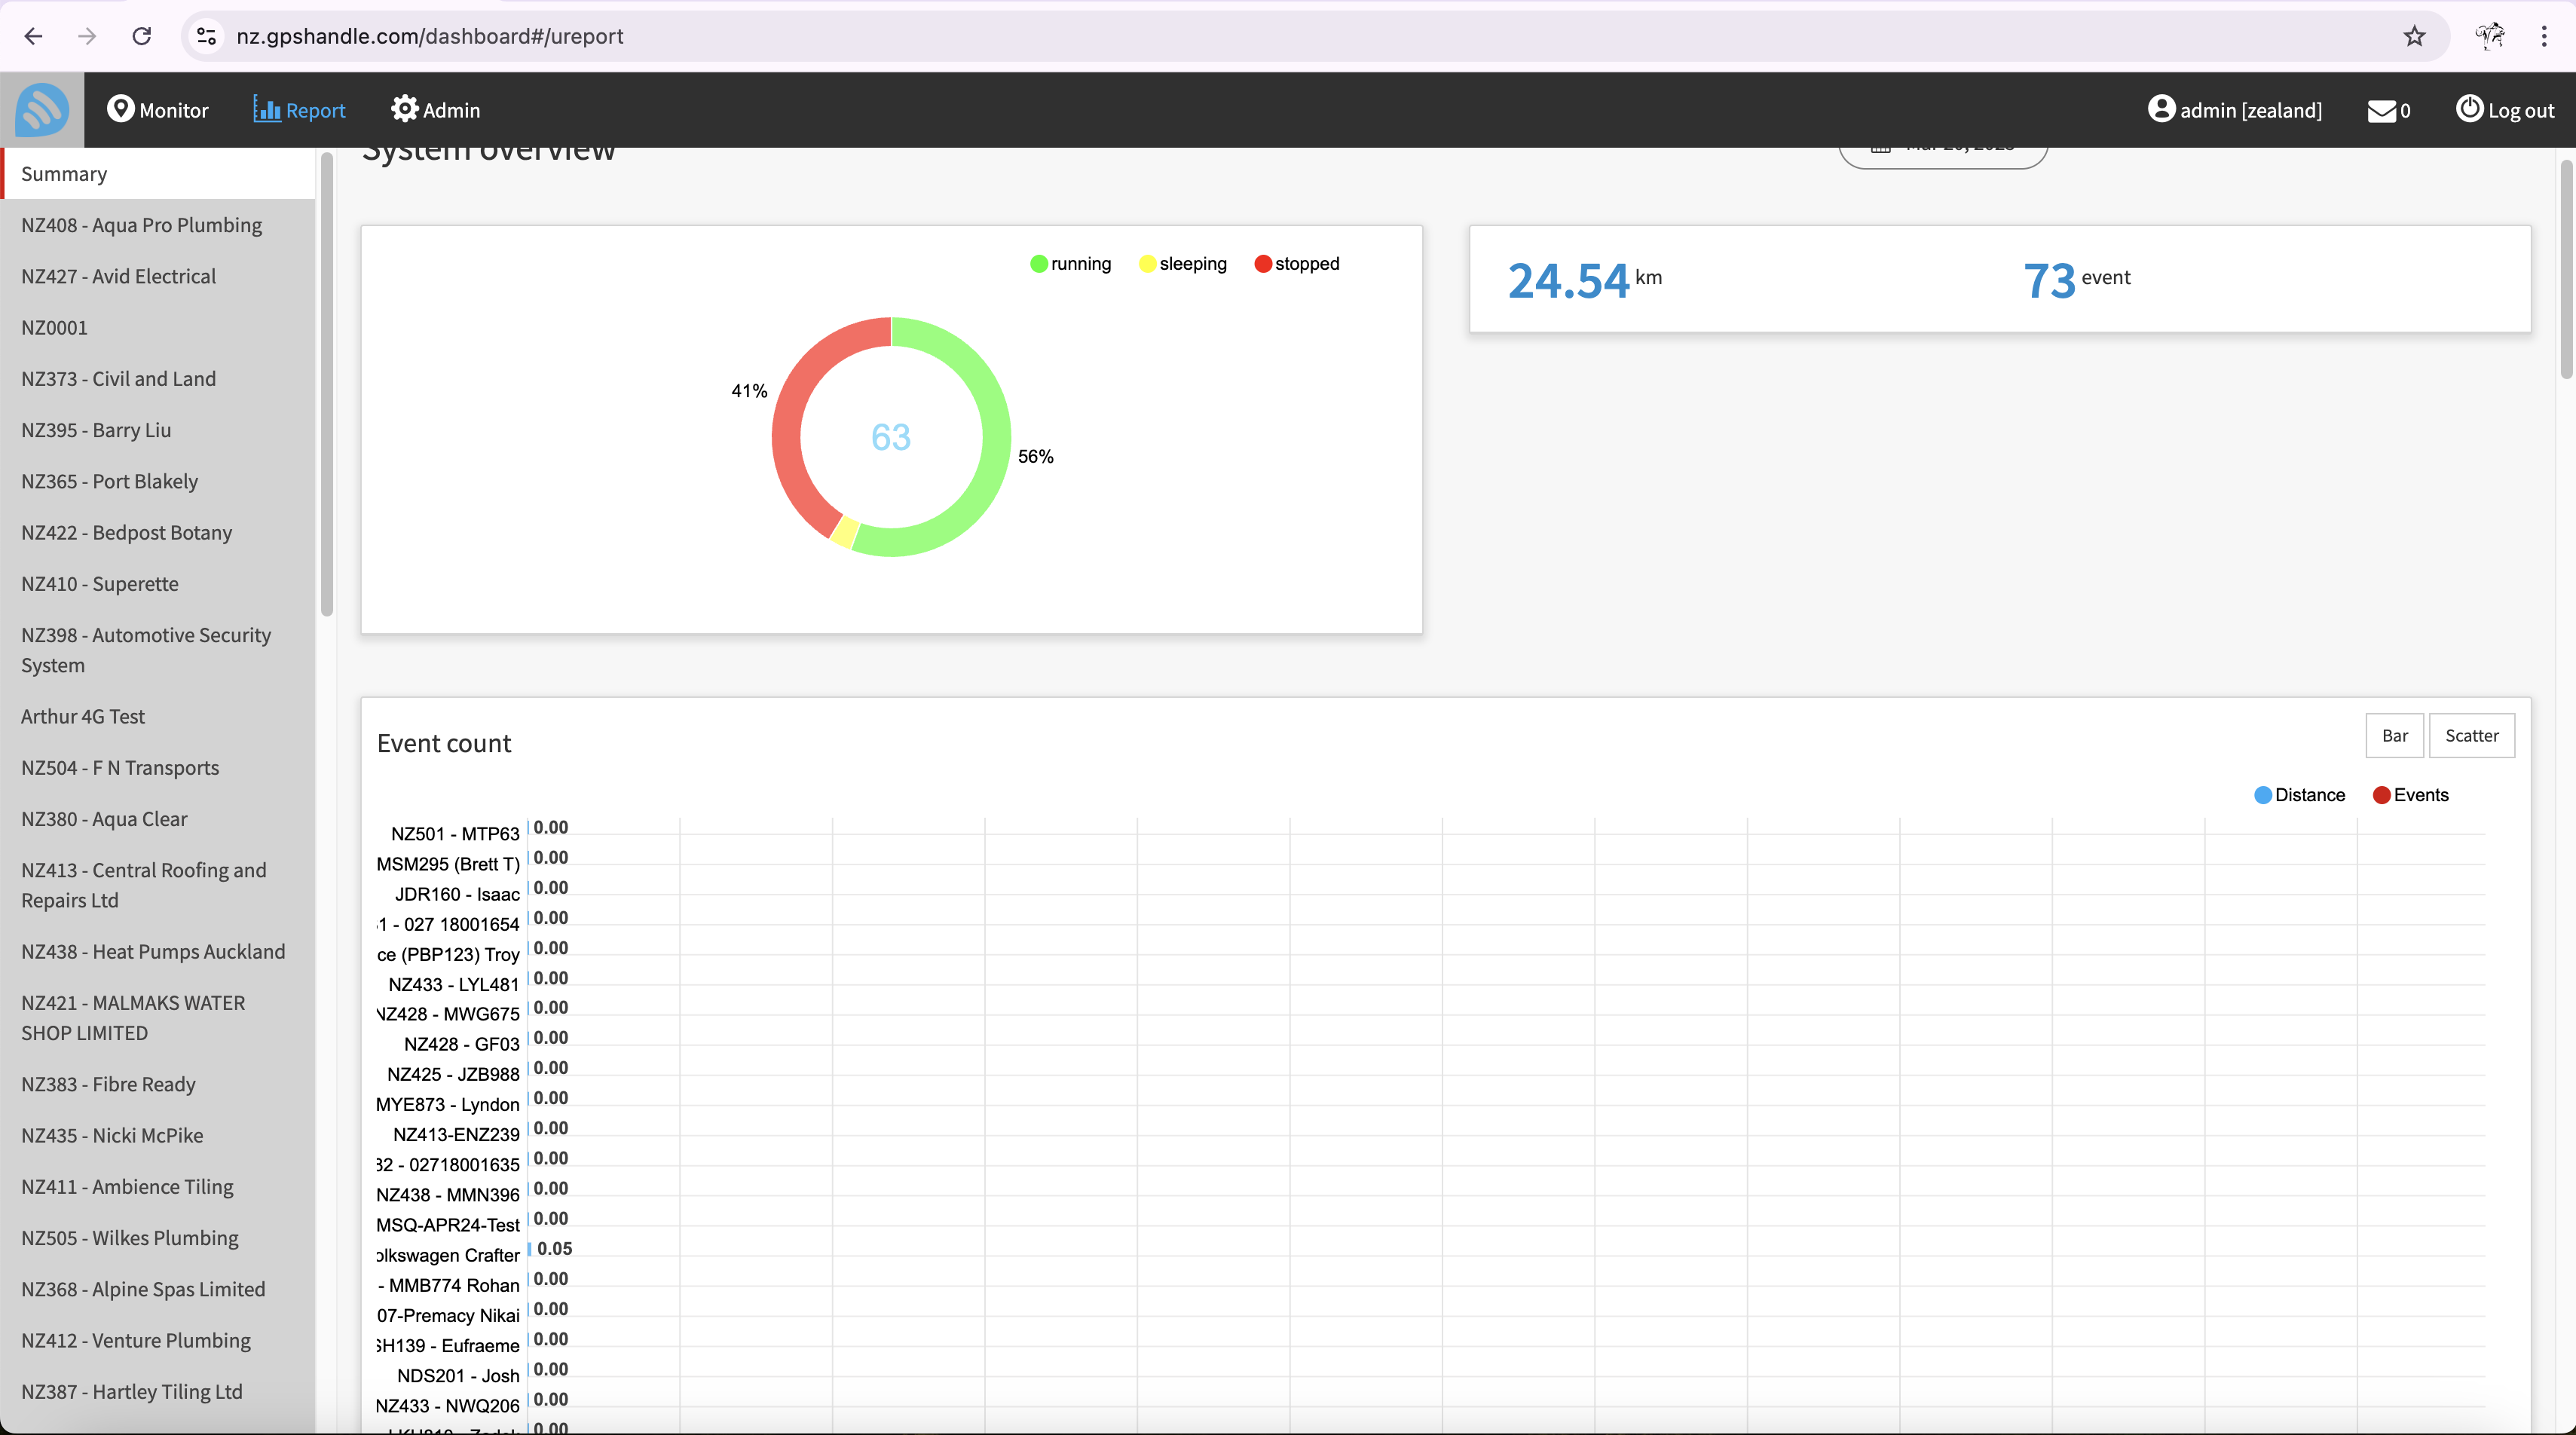 nz.gpshandle.com/dashboard#/ureport
Monitor
Report
Admin
admin [zealand]
0
Log out
Summary
NZ408 - Aqua Pro Plumbing
NZ427 - Avid Electrical
NZ0001
NZ373 - Civil and Land
NZ395 - Barry Liu
NZ365 - Port Blakely
NZ422 - Bedpost Botany
NZ410 - Superette
NZ398 - Automotive Security
System
Arthur 4G Test
NZ504 - F N Transports
NZ380 - Aqua Clear
NZ413 - Central Roofing and
Repairs Ltd
NZ438 - Heat Pumps Auckland
NZ421 - MALMAKS WATER
SHOP LIMITED
NZ383 - Fibre Ready
NZ435 - Nicki McPike
NZ411 - Ambience Tiling
NZ505 - Wilkes Plumbing
NZ368 - Alpine Spas Limited
NZ412 - Venture Plumbing
NZ387 - Hartley Tiling Ltd
System overview
running
sleeping
stopped
41%
63
56%
24.54 km
73 event
Event count
Bar
Scatter
Distance
Events
NZ501 - MTP63 0.00
MSM295 (Brett T) 0.00
JDR160 - Isaac 0.00
1 - 027 18001654 0.00
ce (PBP123) Troy 0.00
NZ433 - LYL481 0.00
NZ428 - MWG675 0.00
NZ428 - GF03 0.00
NZ425 - JZB988 0.00
MYE873 - Lyndon 0.00
NZ413-ENZ239 0.00
32 - 02718001635 0.00
NZ438 - MMN396 0.00
MSQ-APR24-Test 0.00
olkswagen Crafter 0.05
- MMB774 Rohan 0.00
07-Premacy Nikai 0.00
SH139 - Eufraeme 0.00
NDS201 - Josh 0.00
NZ433 - NWQ206 0.00
0.00